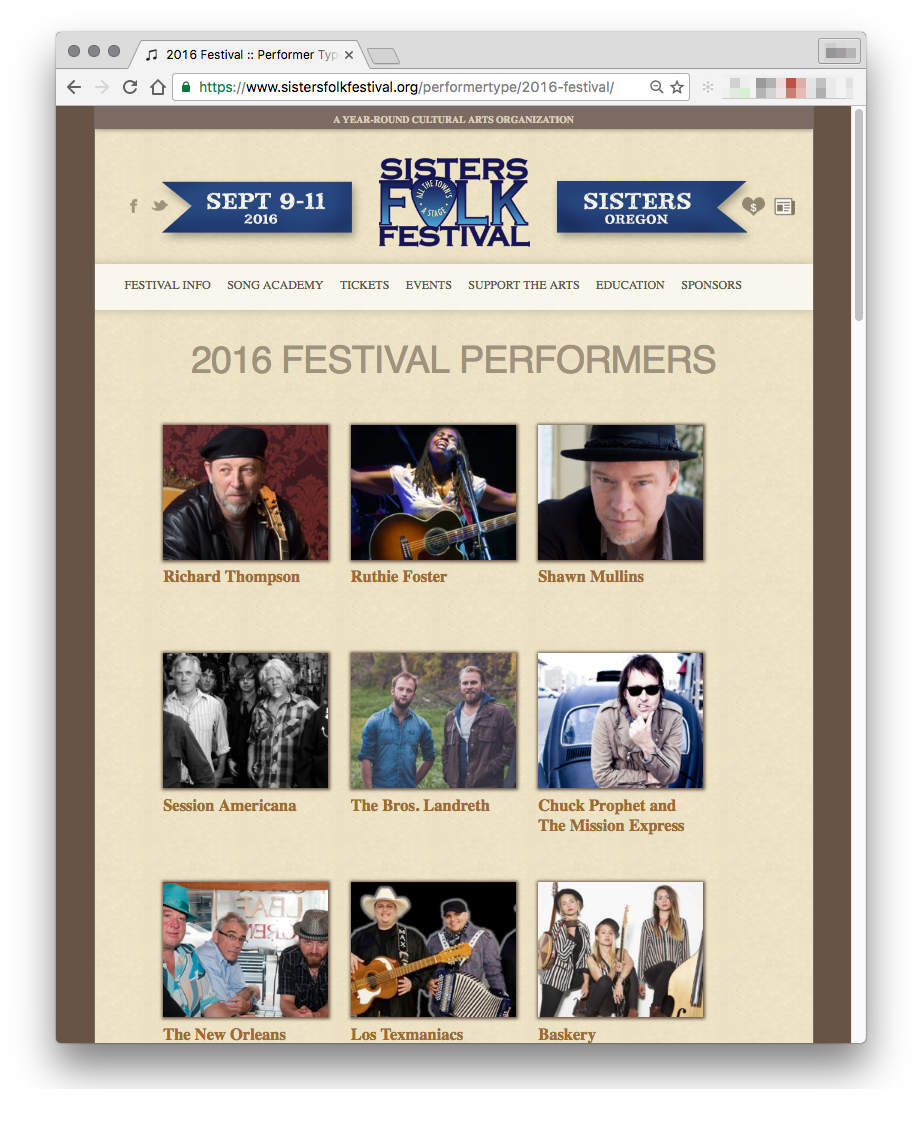 2016 Festival :: Performer Typ
https://www.sistersfolkfestival.org/performertype/2016-festival/
A YEAR-ROUND CULTURAL ARTS ORGANIZATION
SEPT 9-11
2016
SISTERS
FOLK
ALL THE TOWN'S
A STAGE
FESTIVAL
SISTERS
OREGON
FESTIVAL INFO SONG ACADEMY TICKETS EVENTS SUPPORT THE ARTS EDUCATION SPONSORS
2016 FESTIVAL PERFORMERS
Richard Thompson
Ruthie Foster
Shawn Mullins
Session Americana
The Bros. Landreth
Chuck Prophet and
The Mission Express
MAX
The New Orleans
Los Texmaniacs
Baskery